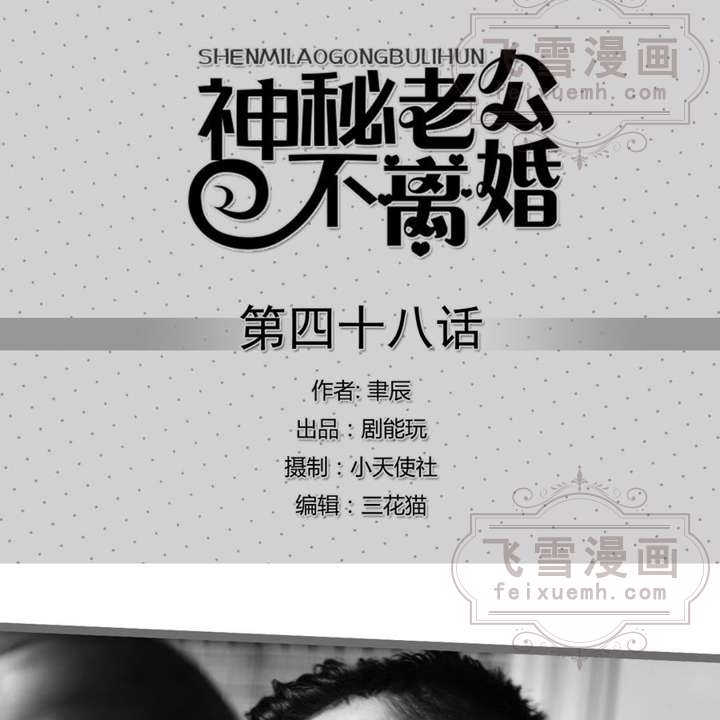 SHENMILAOGONGBULIHUN
神秘老公
不离婚
第四十八话
作者: 聿辰
出品：剧能玩
摄制：小天使社
编辑：三花猫
飞雪漫画
feixuemh.com
飞雪漫画
feixuemh.com